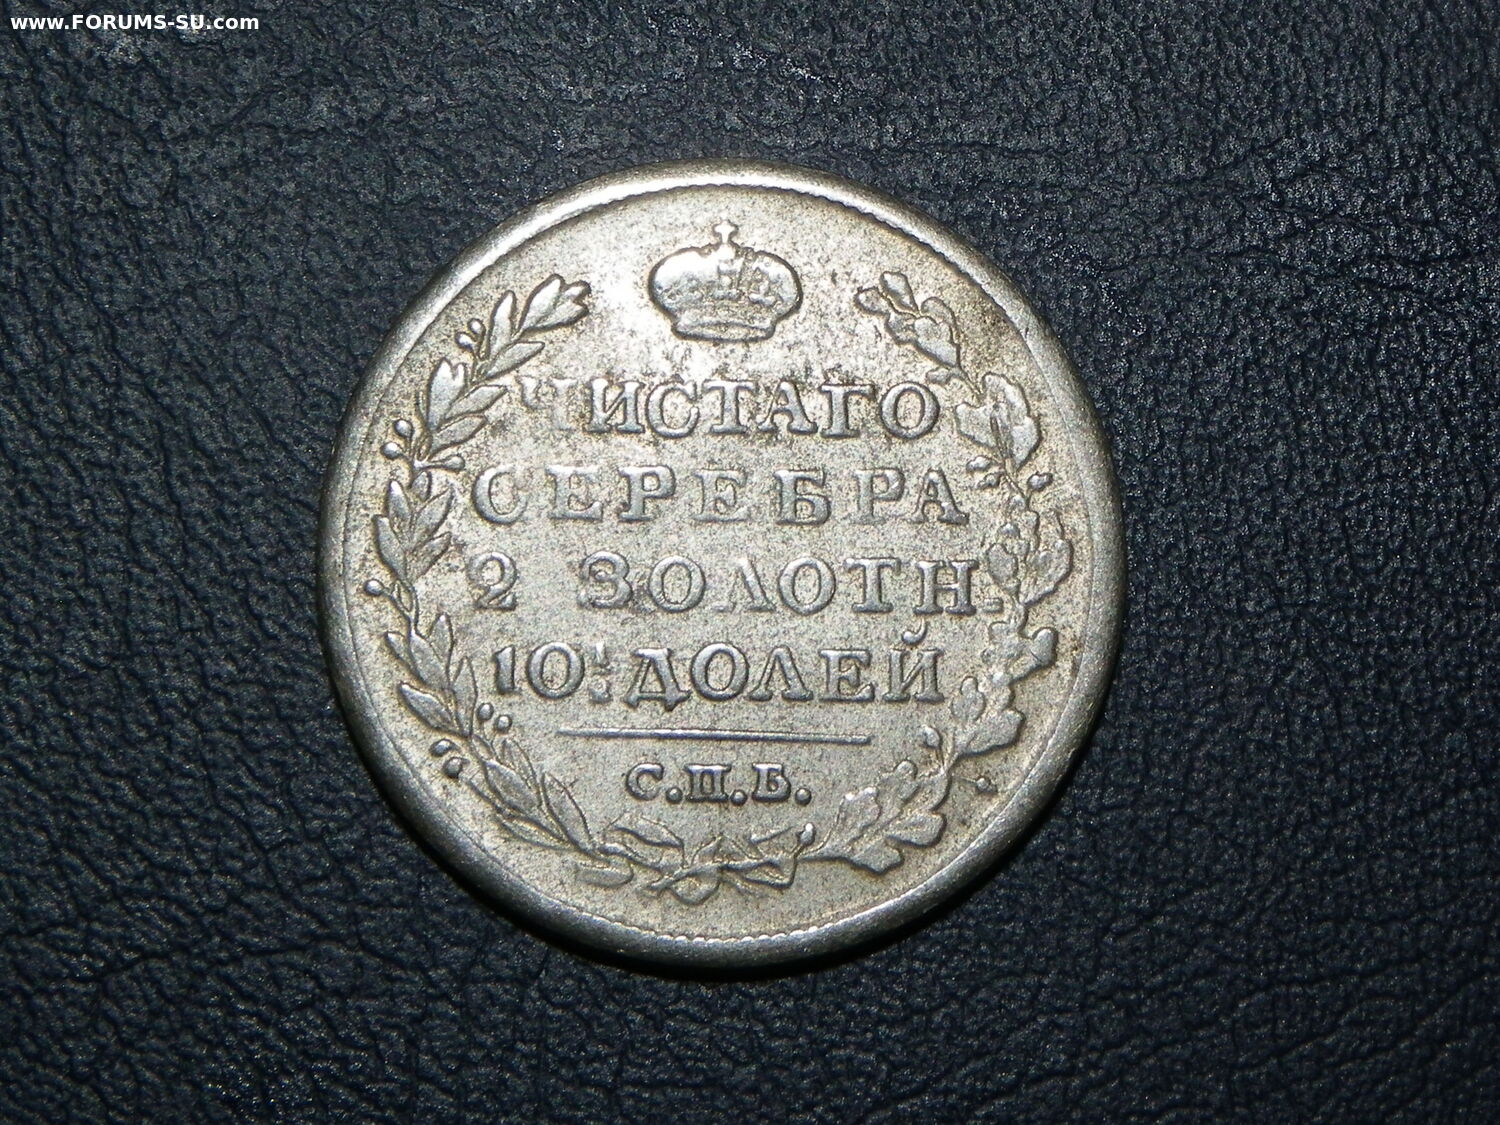 www.FORUMS-SU.com
ЧИСТАГО
СЕРЕБРА
2 ЗОЛОТН.
10½ ДОЛЕЙ
С.П.Б.